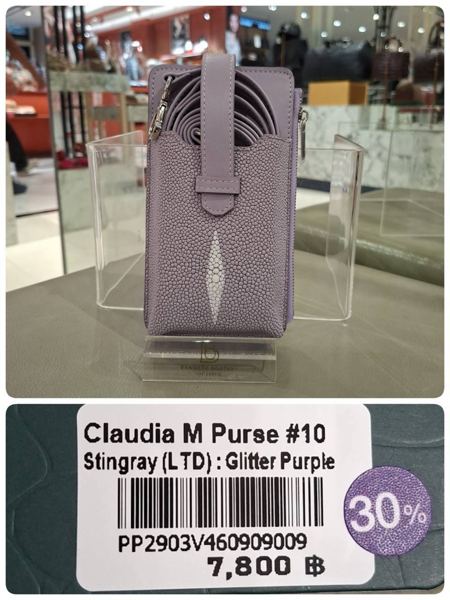 Claudia M Purse #10
Stingray (LTD) : Glitter Purple
PP2903V460909009
7,800 ฿
30%